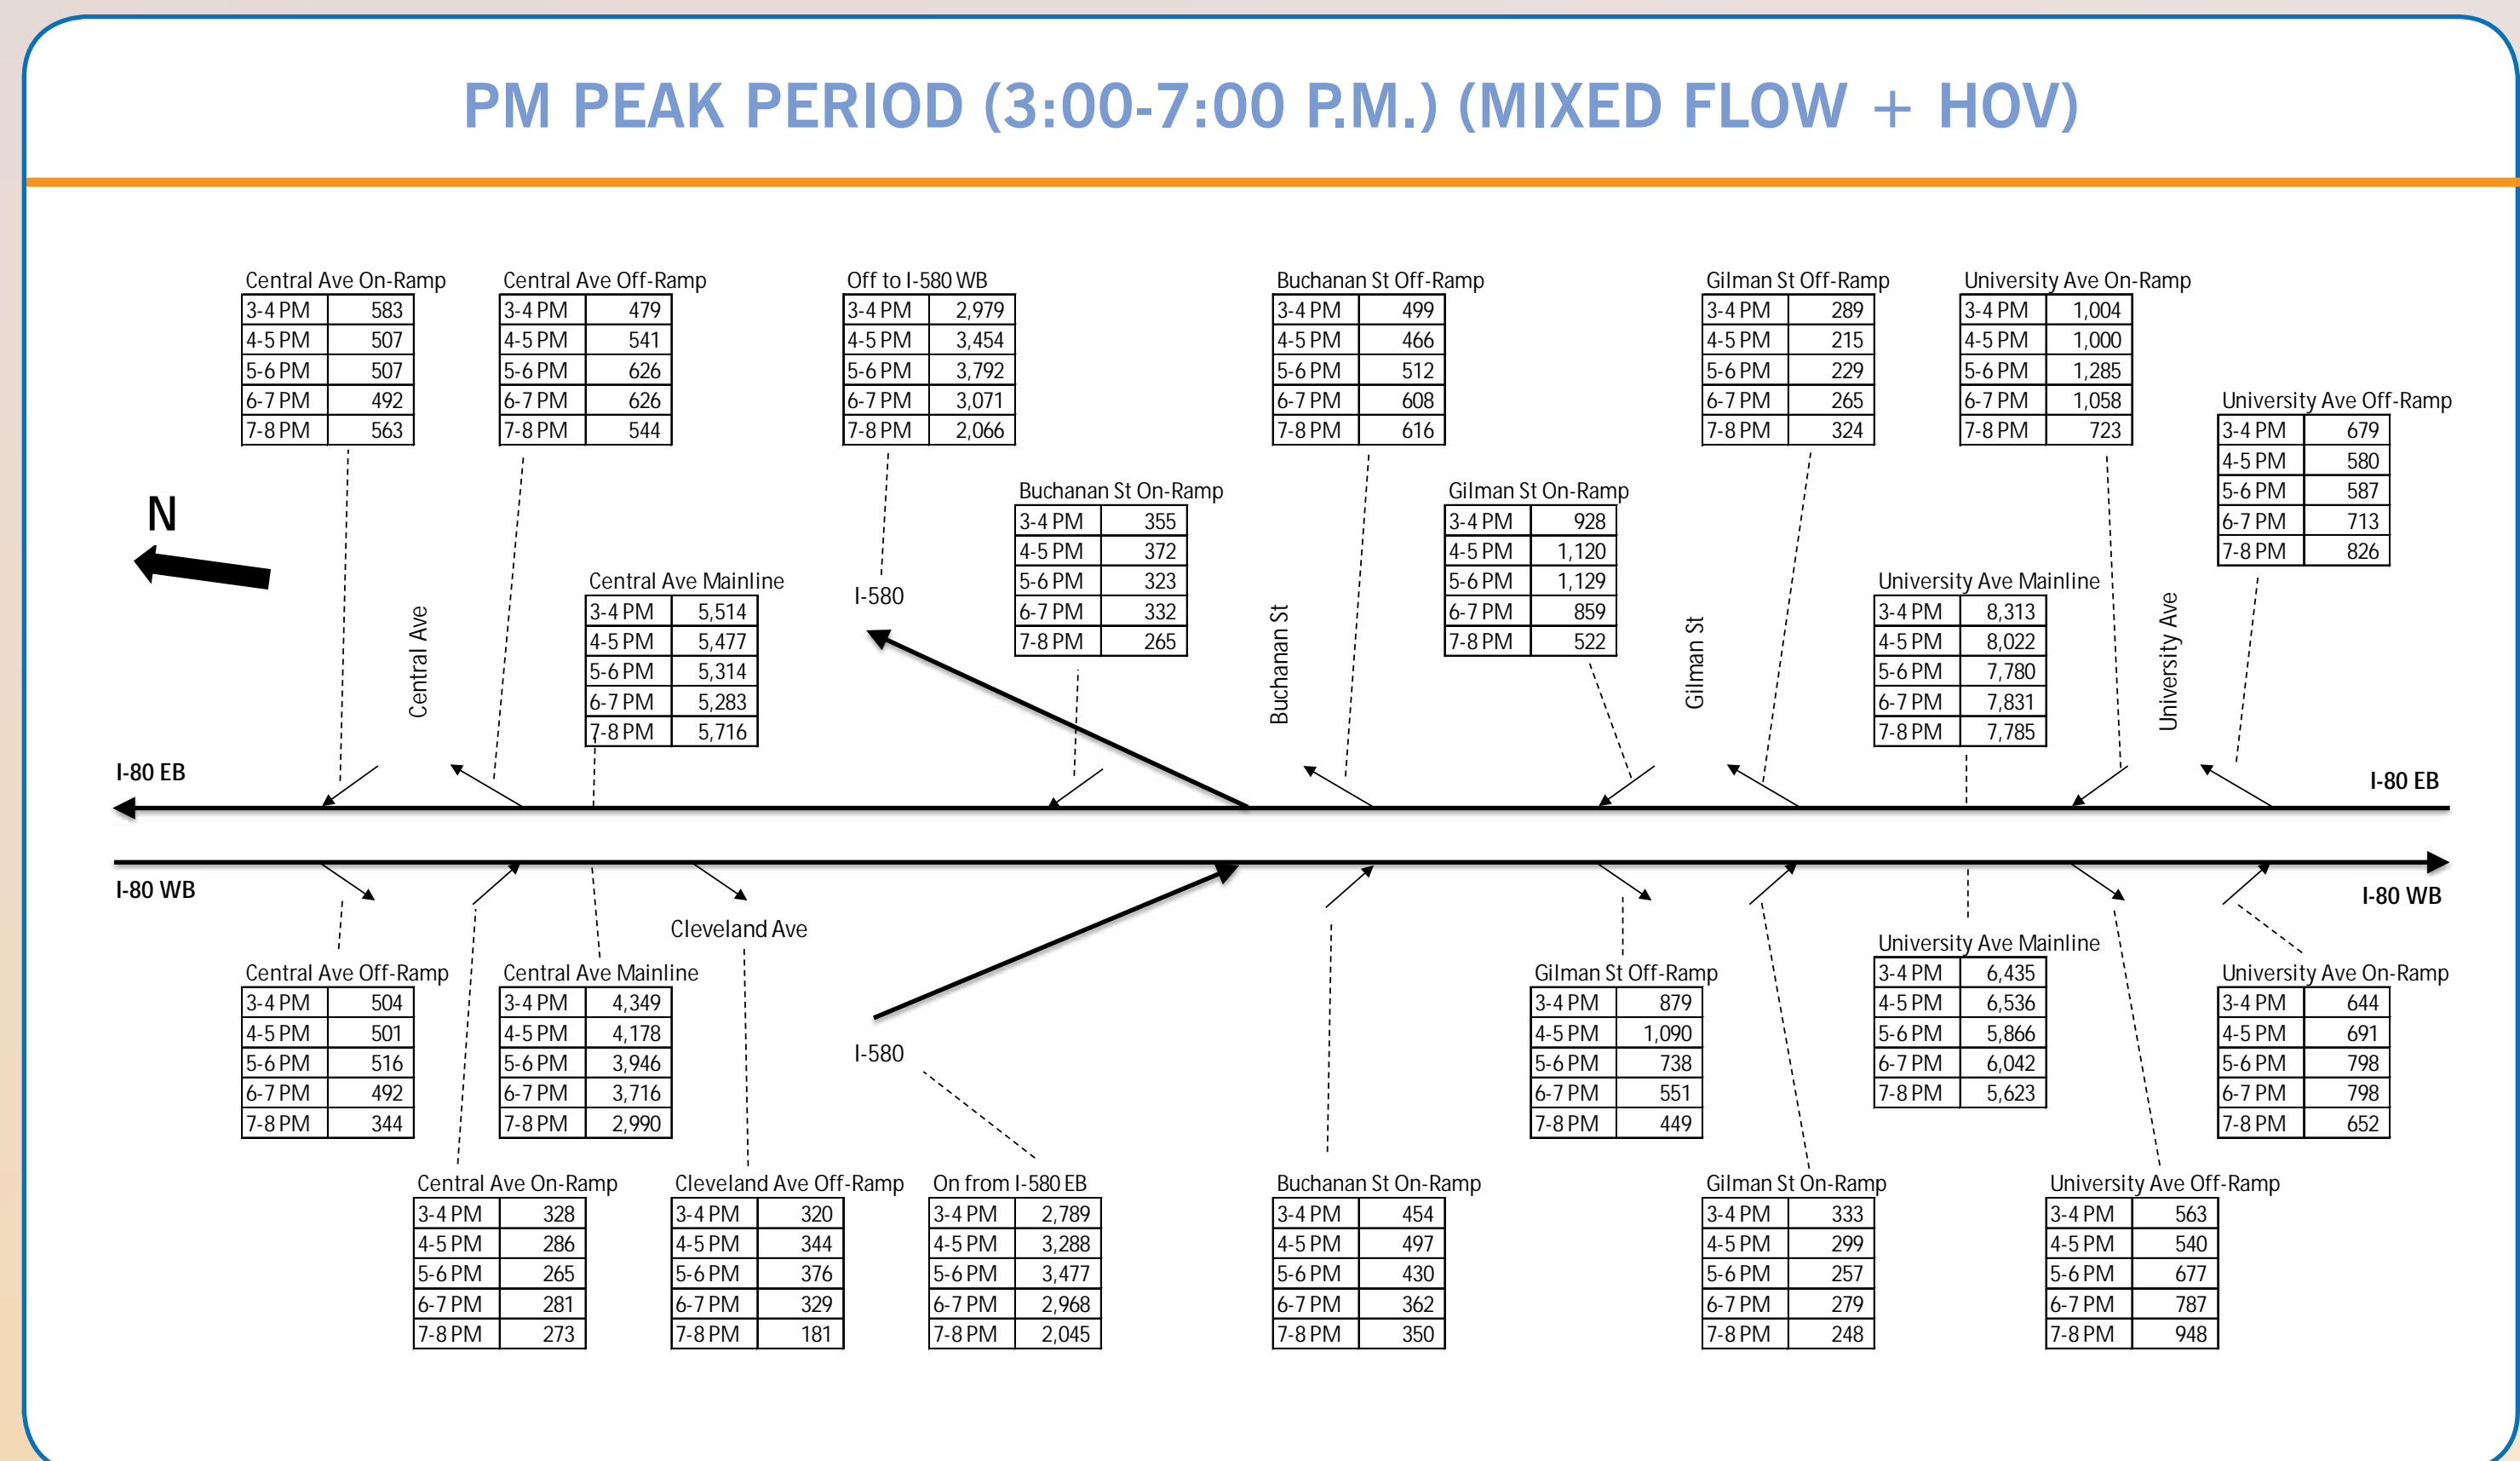 PM PEAK PERIOD (3:00-7:00 P.M.) (MIXED FLOW + HOV)
Central Ave On-Ramp
3-4 PM 583
4-5 PM 507
5-6 PM 507
6-7 PM 492
7-8 PM 563
Central Ave Off-Ramp
3-4 PM 479
4-5 PM 541
5-6 PM 626
6-7 PM 626
7-8 PM 544
Off to I-580 WB
3-4 PM 2,979
4-5 PM 3,454
5-6 PM 3,792
6-7 PM 3,071
7-8 PM 2,066
Buchanan St Off-Ramp
3-4 PM 499
4-5 PM 466
5-6 PM 512
6-7 PM 608
7-8 PM 616
Gilman St Off-Ramp
3-4 PM 289
4-5 PM 215
5-6 PM 229
6-7 PM 265
7-8 PM 324
University Ave On-Ramp
3-4 PM 1,004
4-5 PM 1,000
5-6 PM 1,285
6-7 PM 1,058
7-8 PM 723
University Ave Off-Ramp
3-4 PM 679
4-5 PM 580
5-6 PM 587
6-7 PM 713
7-8 PM 826
N
Buchanan St On-Ramp
3-4 PM 355
4-5 PM 372
5-6 PM 323
6-7 PM 332
7-8 PM 265
Gilman St On-Ramp
3-4 PM 928
4-5 PM 1,120
5-6 PM 1,129
6-7 PM 859
7-8 PM 522
Central Ave
Central Ave Mainline
3-4 PM 5,514
4-5 PM 5,477
5-6 PM 5,314
6-7 PM 5,283
7-8 PM 5,716
I-580
Buchanan St
Gilman St
University Ave Mainline
3-4 PM 8,313
4-5 PM 8,022
5-6 PM 7,780
6-7 PM 7,831
7-8 PM 7,785
University Ave
I-80 EB
I-80 EB
I-80 WB
I-80 WB
Cleveland Ave
Central Ave Off-Ramp
3-4 PM 504
4-5 PM 501
5-6 PM 516
6-7 PM 492
7-8 PM 344
Central Ave Mainline
3-4 PM 4,349
4-5 PM 4,178
5-6 PM 3,946
6-7 PM 3,716
7-8 PM 2,990
I-580
Gilman St Off-Ramp
3-4 PM 879
4-5 PM 1,090
5-6 PM 738
6-7 PM 551
7-8 PM 449
University Ave Mainline
3-4 PM 6,435
4-5 PM 6,536
5-6 PM 5,866
6-7 PM 6,042
7-8 PM 5,623
University Ave On-Ramp
3-4 PM 644
4-5 PM 691
5-6 PM 798
6-7 PM 798
7-8 PM 652
Central Ave On-Ramp
3-4 PM 328
4-5 PM 286
5-6 PM 265
6-7 PM 281
7-8 PM 273
Cleveland Ave Off-Ramp
3-4 PM 320
4-5 PM 344
5-6 PM 376
6-7 PM 329
7-8 PM 181
On from I-580 EB
3-4 PM 2,789
4-5 PM 3,288
5-6 PM 3,477
6-7 PM 2,968
7-8 PM 2,045
Buchanan St On-Ramp
3-4 PM 454
4-5 PM 497
5-6 PM 430
6-7 PM 362
7-8 PM 350
Gilman St On-Ramp
3-4 PM 333
4-5 PM 299
5-6 PM 257
6-7 PM 279
7-8 PM 248
University Ave Off-Ramp
3-4 PM 563
4-5 PM 540
5-6 PM 677
6-7 PM 787
7-8 PM 948